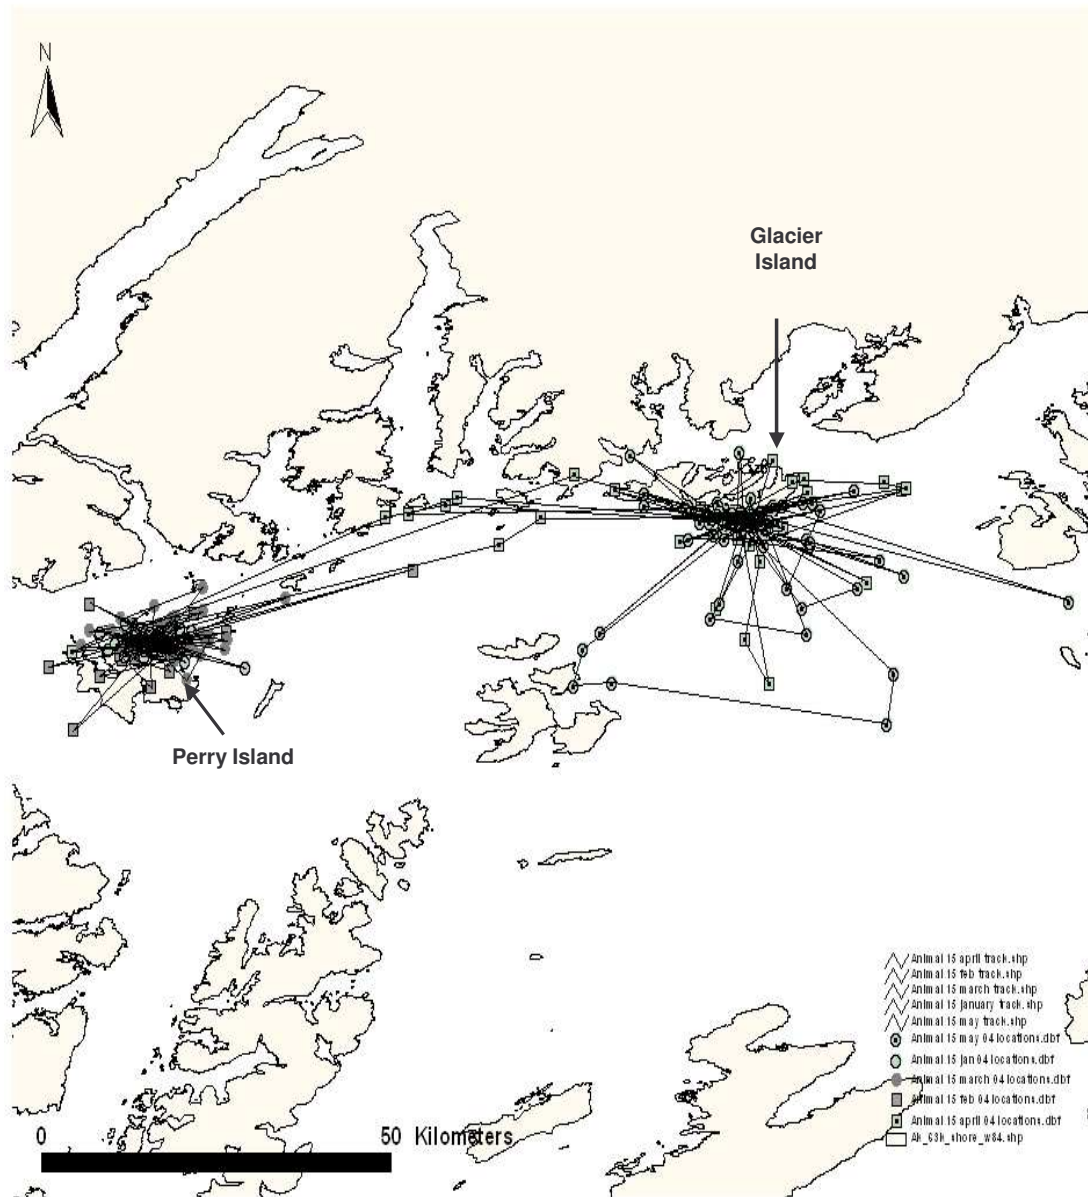 N
Glacier
Island
Perry Island
Animal 15 april track.shp
Animal 15 feb track.shp
Animal 15 march track.shp
Animal 15 january track.shp
Animal 15 may track.shp
Animal 15 may 04 locations.dbf
Animal 15 jan 04 locations.dbf
Animal 15 march 04 locations.dbf
Animal 15 feb 04 locations.dbf
Animal 15 april 04 locations.dbf
Ak_63k_shore_w84.shp
0 50 Kilometers